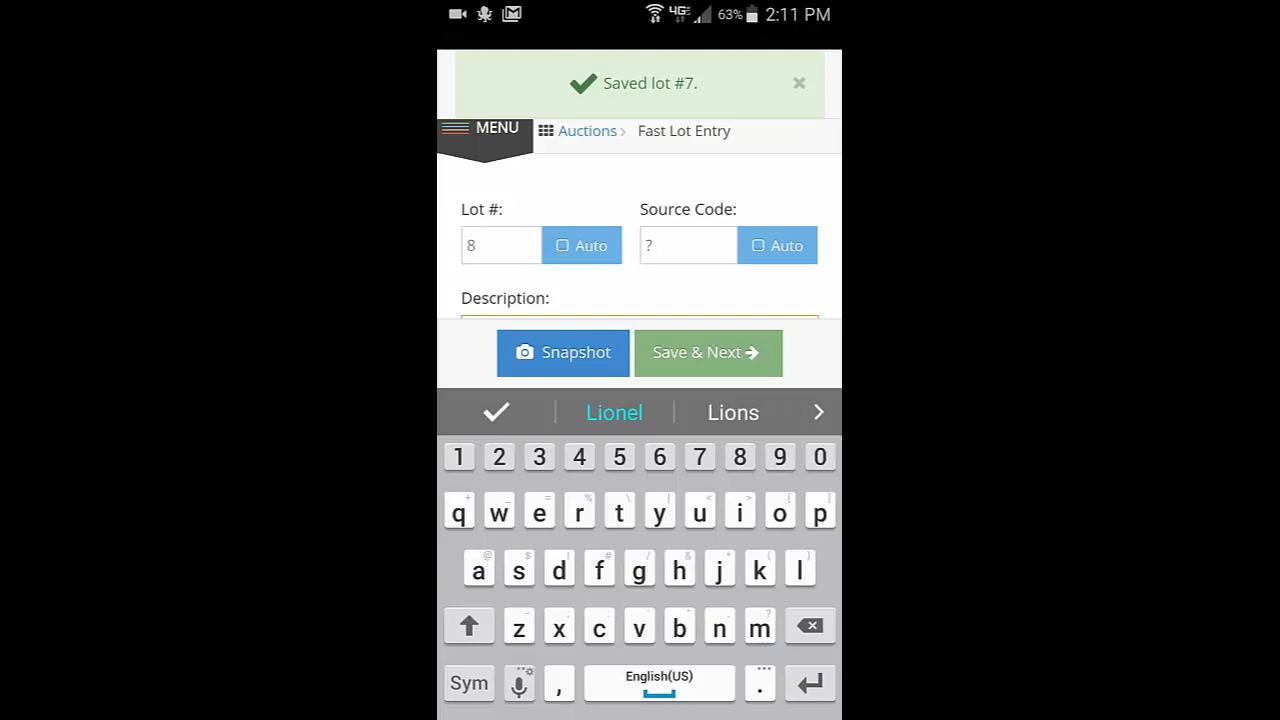 4G LTE 63% 2:11 PM
Saved lot #7. ×
MENU Auctions > Fast Lot Entry
Lot #: Source Code:
8 Auto ? Auto
Description:
Snapshot Save & Next
Lionel Lions
1 2 3 4 5 6 7 8 9 0
q w e r t y u i o p
a s d f g h j k l
z x c v b n m
Sym , English(US) .